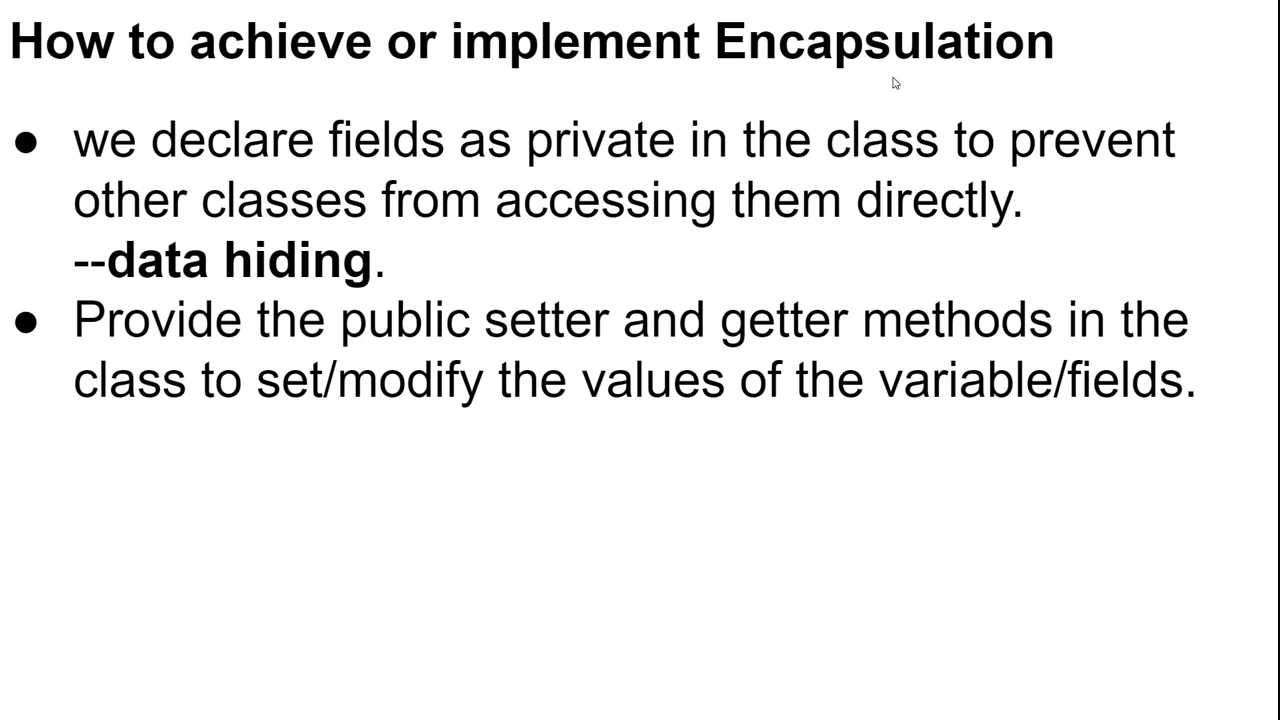 How to achieve or implement Encapsulation
● we declare fields as private in the class to prevent
other classes from accessing them directly.
--data hiding.
● Provide the public setter and getter methods in the
class to set/modify the values of the variable/fields.